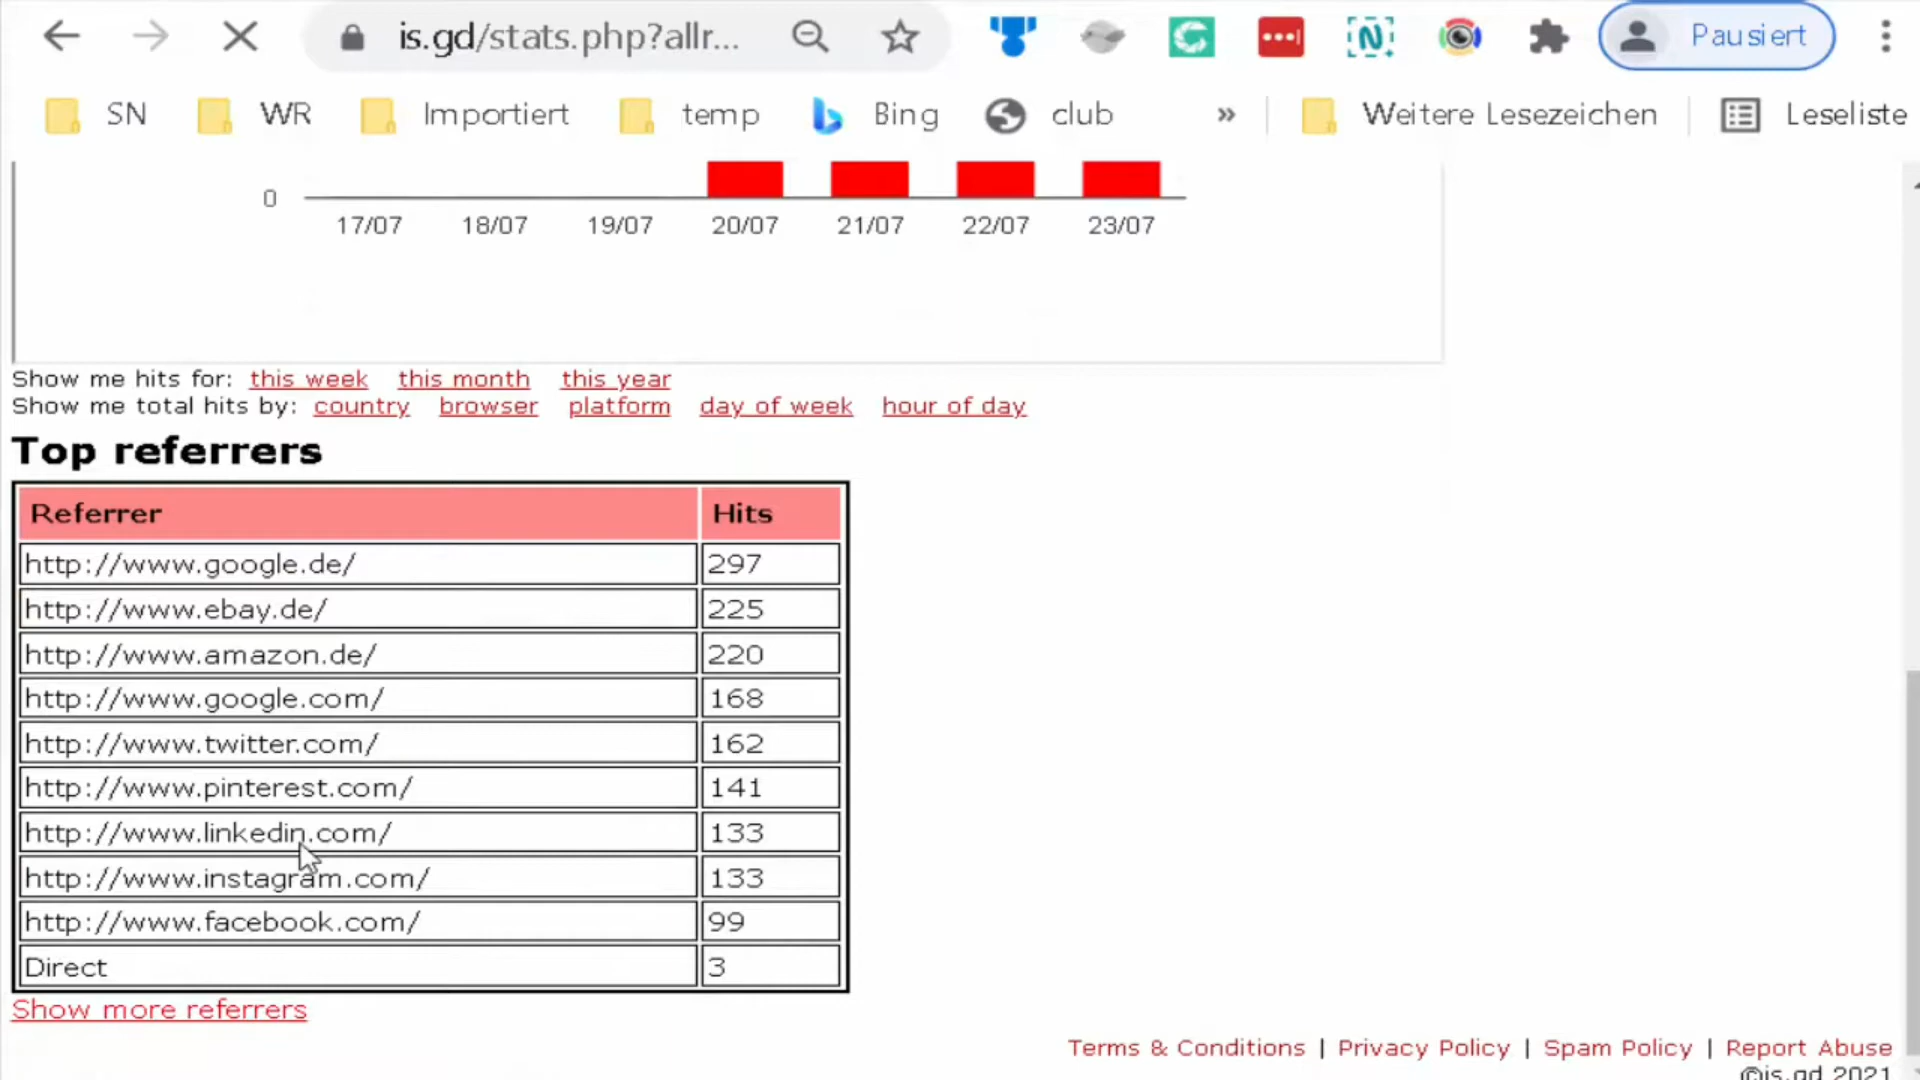 is.gd/stats.php?allr...
Pausiert
SN WR Importiert temp Bing club » Weitere Lesezeichen Leseliste
0
17/07 18/07 19/07 20/07 21/07 22/07 23/07
Show me hits for: this week this month this year
Show me total hits by: country browser platform day of week hour of day
Top referrers
Referrer Hits
http://www.google.de/ 297
http://www.ebay.de/ 225
http://www.amazon.de/ 220
http://www.google.com/ 168
http://www.twitter.com/ 162
http://www.pinterest.com/ 141
http://www.linkedin.com/ 133
http://www.instagram.com/ 133
http://www.facebook.com/ 99
Direct 3
Show more referrers
Terms & Conditions | Privacy Policy | Spam Policy | Report Abuse
©is.gd 2021